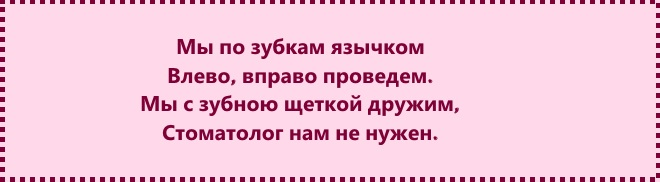 Мы по зубкам язычком
Влево, вправо проведем.
Мы с зубною щеткой дружим,
Стоматолог нам не нужен.